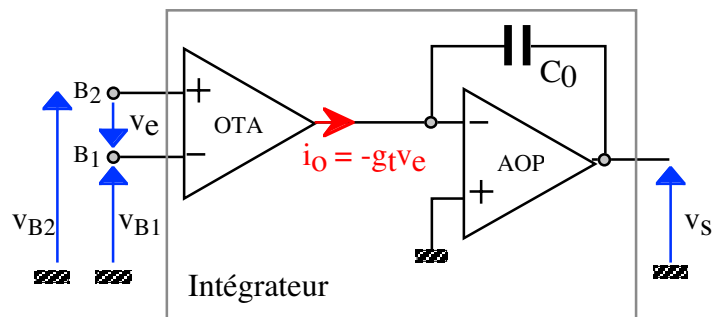 C0
B2
+
OTA
ve
−
B1
−
io = -gtve
AOP
+
vB2
vB1
vs
Intégrateur